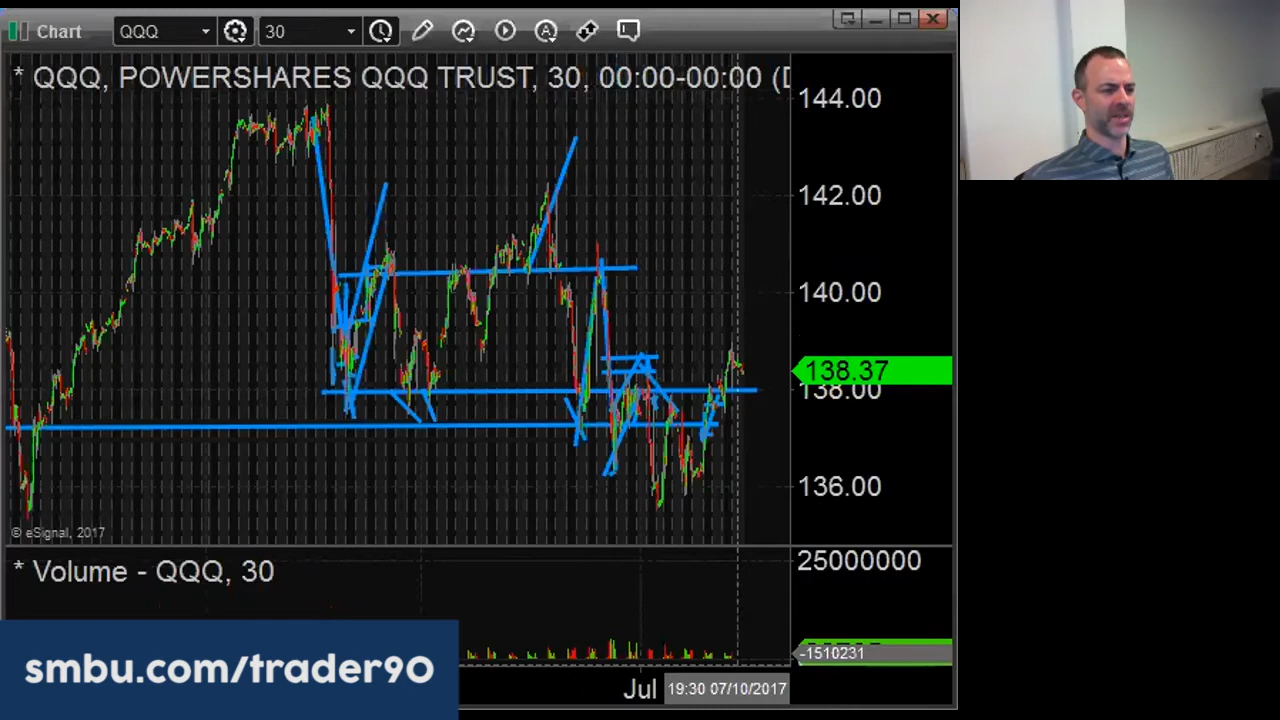 Chart
QQQ
30
A
* QQQ, POWERSHARES QQQ TRUST, 30, 00:00-00:00 (D
144.00
142.00
140.00
138.37
138.00
136.00
© eSignal, 2017
* Volume - QQQ, 30
25000000
-1510231
smbu.com/trader90
Jul
19:30 07/10/2017